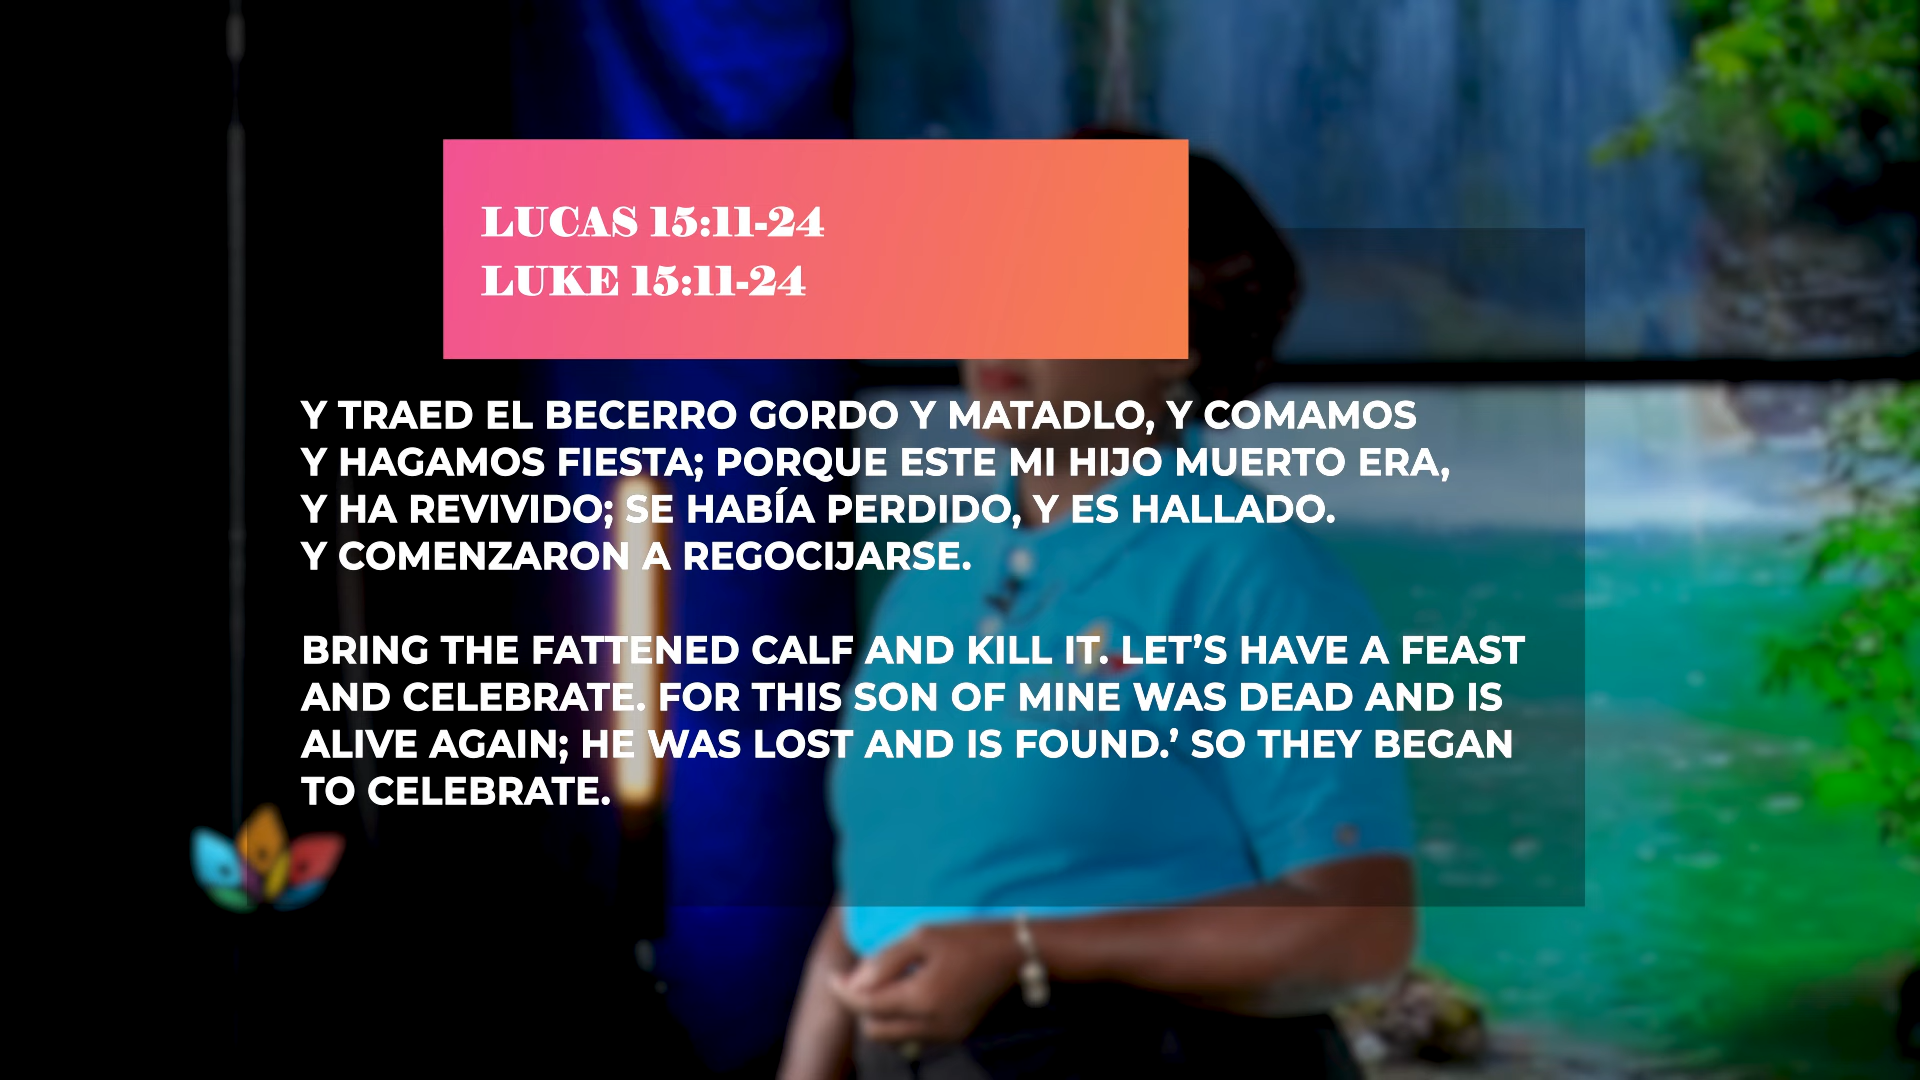 LUCAS 15:11-24
LUKE 15:11-24
Y TRAED EL BECERRO GORDO Y MATADLO, Y COMAMOS
Y HAGAMOS FIESTA; PORQUE ESTE MI HIJO MUERTO ERA,
Y HA REVIVIDO; SE HABÍA PERDIDO, Y ES HALLADO.
Y COMENZARON A REGOCIJARSE.
BRING THE FATTENED CALF AND KILL IT. LET’S HAVE A FEAST
AND CELEBRATE. FOR THIS SON OF MINE WAS DEAD AND IS
ALIVE AGAIN; HE WAS LOST AND IS FOUND.’ SO THEY BEGAN
TO CELEBRATE.